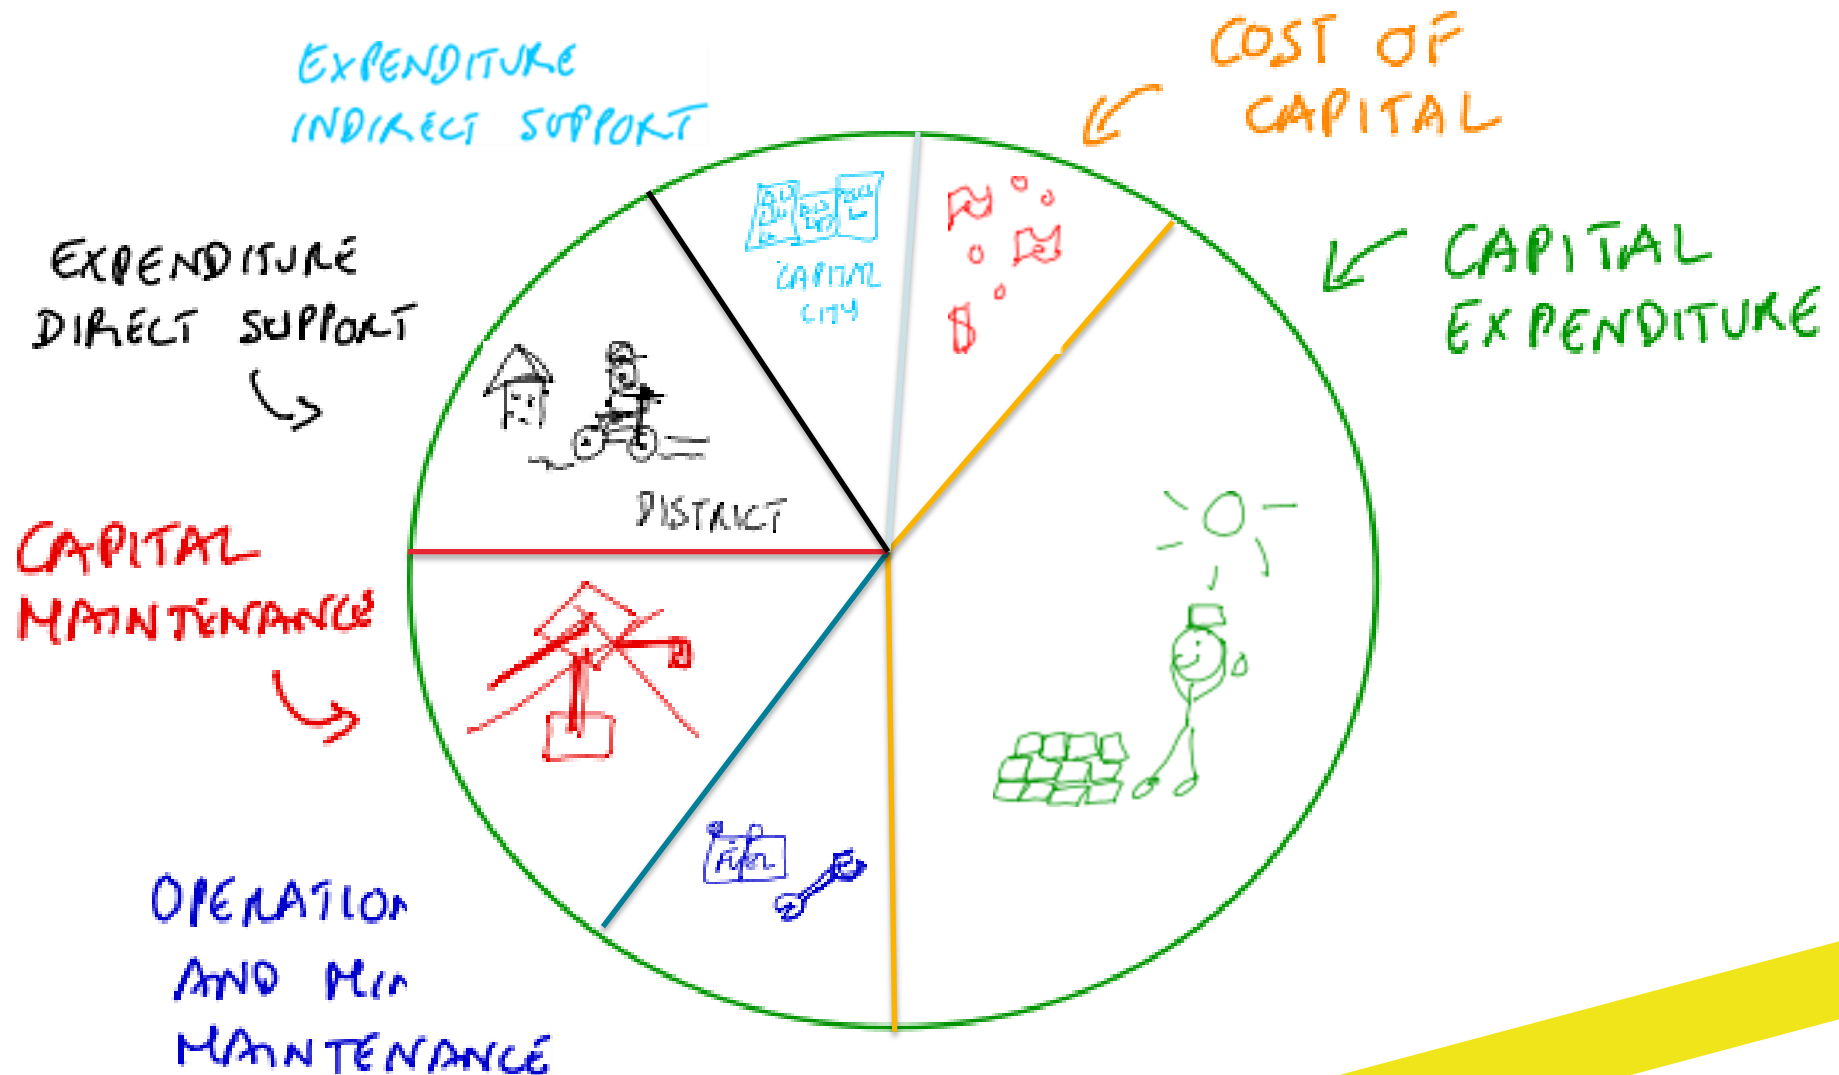 EXPENDITURE
INDIRECT SUPPORT
COST OF
CAPITAL
EXPENDITURE
DIRECT SUPPORT
CAPITAL
EXPENDITURE
CAPITAL
CITY
DISTRICT
CAPITAL
MAINTENANCE
FUEL
OPERATION
AND MIN
MAINTENANCE